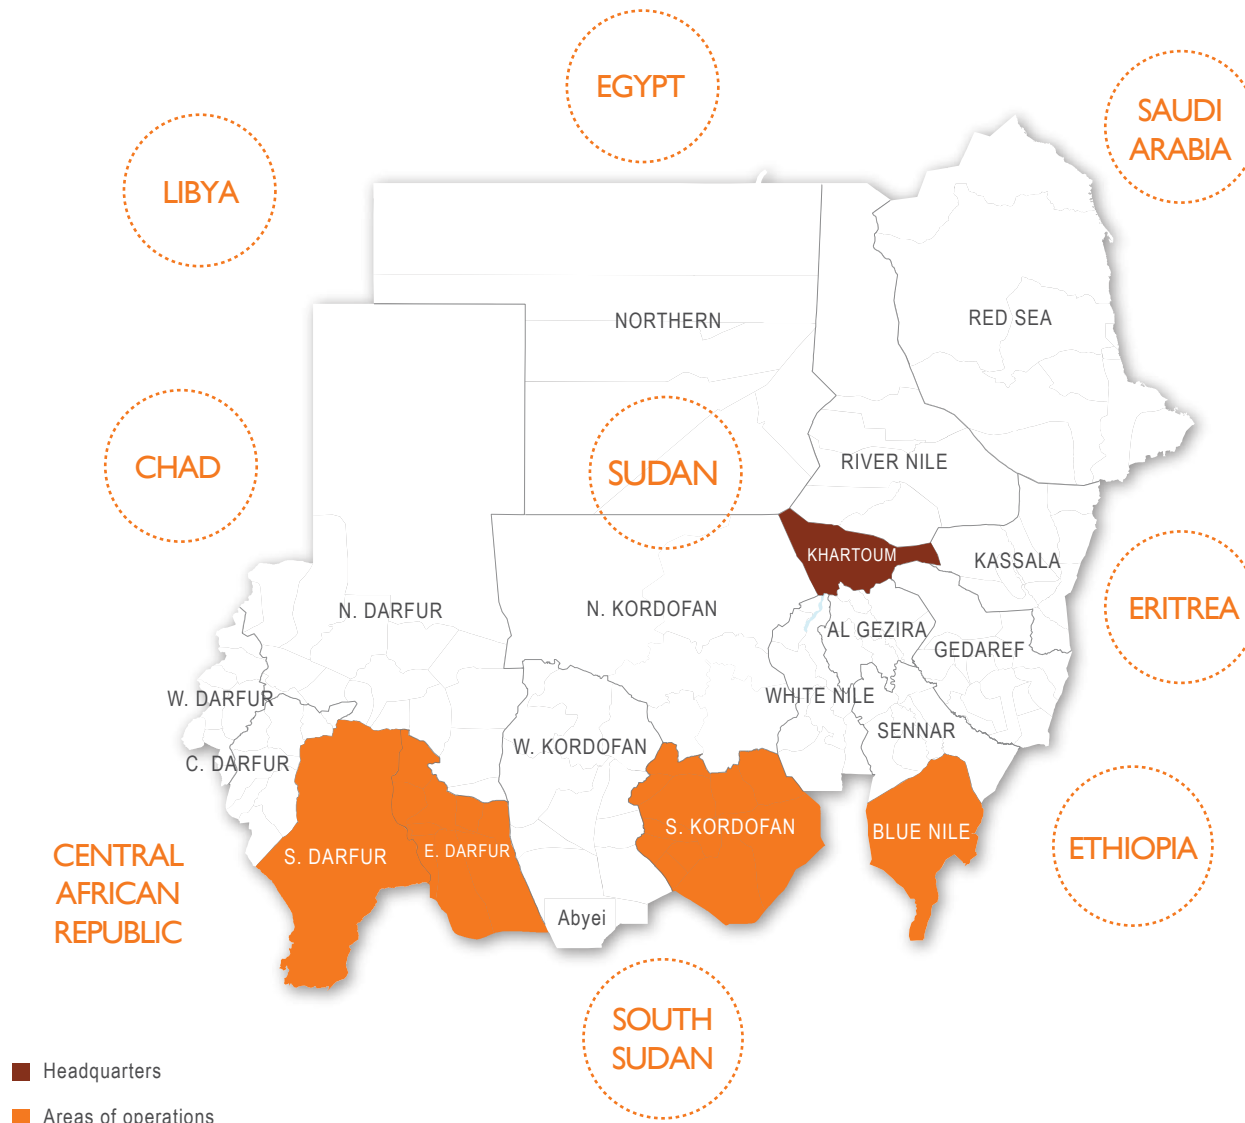 EGYPT
SAUDI
ARABIA
LIBYA
NORTHERN
RED SEA
CHAD
SUDAN
RIVER NILE
KHARTOUM
KASSALA
N. DARFUR
N. KORDOFAN
ERITREA
AL GEZIRA
GEDAREF
W. DARFUR
WHITE NILE
SENNAR
C. DARFUR
W. KORDOFAN
S. KORDOFAN
BLUE NILE
ETHIOPIA
S. DARFUR
E. DARFUR
CENTRAL
AFRICAN
REPUBLIC
Abyei
SOUTH
SUDAN
Headquarters
Areas of operations